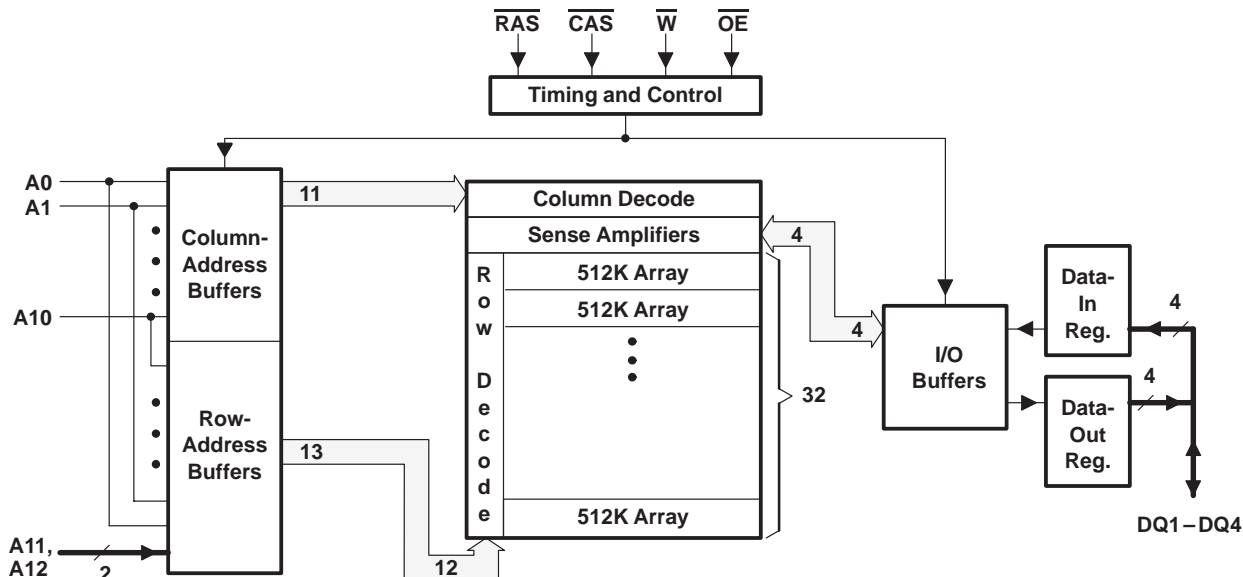 RAS CAS W OE
Timing and Control
A0
A1
A10
A11,
A12
2
Column-
Address
Buffers
Row-
Address
Buffers
11
13
12
Column Decode
Sense Amplifiers
Row Decode
512K Array
512K Array
512K Array
32
4
4
I/O
Buffers
Data-
In
Reg.
Data-
Out
Reg.
4
4
DQ1–DQ4